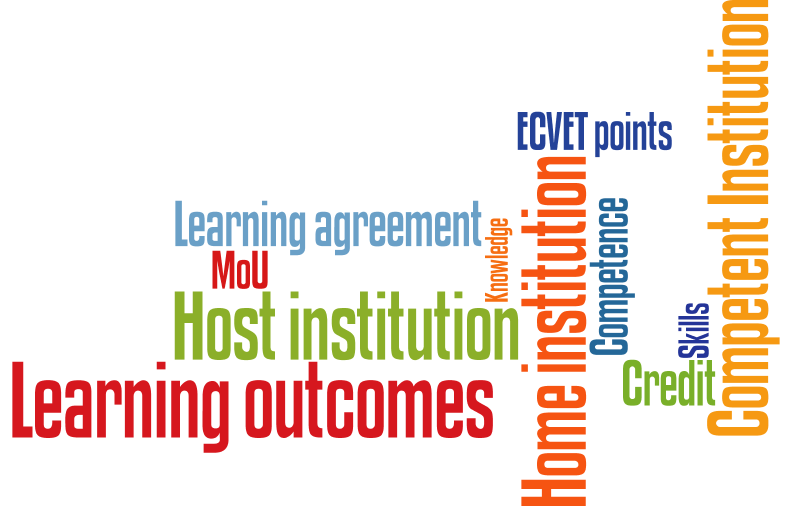 ECVET points
Learning agreement
MoU
Host institution
Learning outcomes
Knowledge
Home institution
Competence
Skills
Credit
Competent Institution